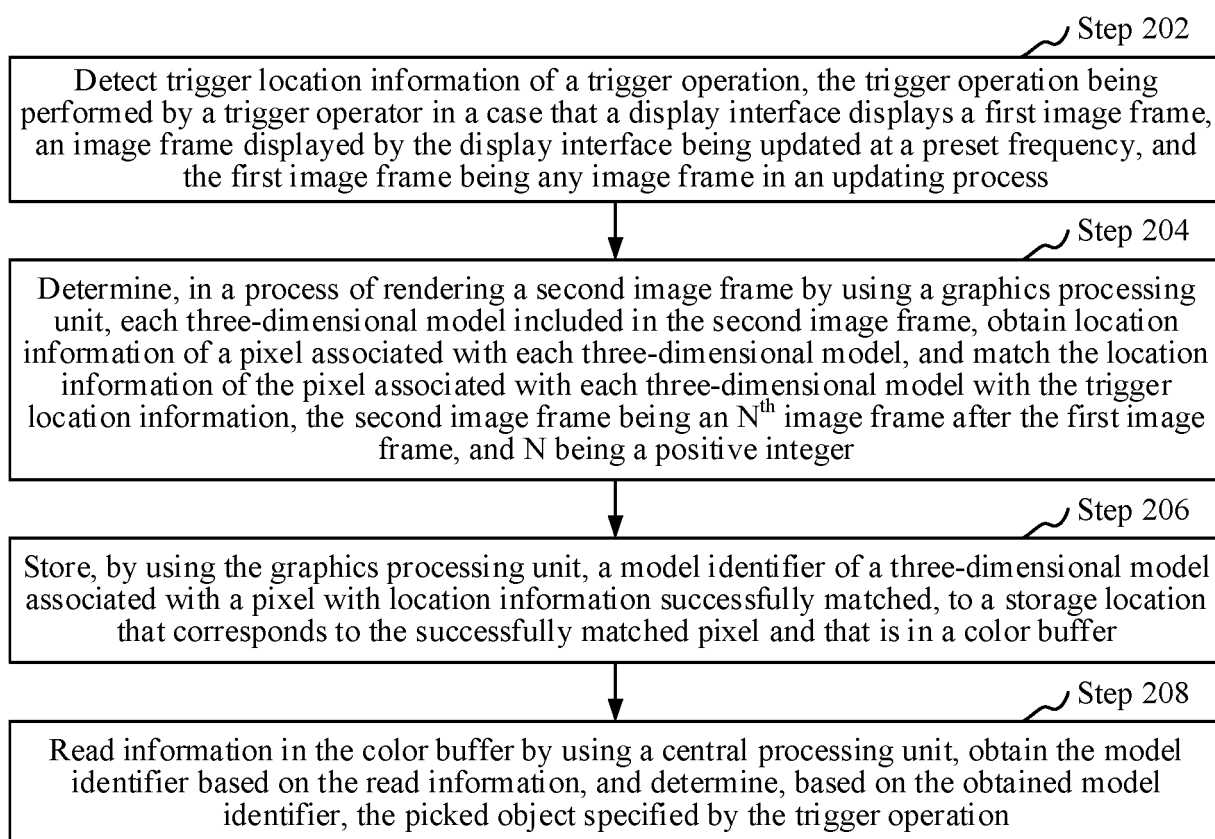 Step 202
Detect trigger location information of a trigger operation, the trigger operation being
performed by a trigger operator in a case that a display interface displays a first image frame,
an image frame displayed by the display interface being updated at a preset frequency, and
the first image frame being any image frame in an updating process
Step 204
Determine, in a process of rendering a second image frame by using a graphics processing
unit, each three-dimensional model included in the second image frame, obtain location
information of a pixel associated with each three-dimensional model, and match the location
information of the pixel associated with each three-dimensional model with the trigger
location information, the second image frame being an Nth image frame after the first image
frame, and N being a positive integer
Step 206
Store, by using the graphics processing unit, a model identifier of a three-dimensional model
associated with a pixel with location information successfully matched, to a storage location
that corresponds to the successfully matched pixel and that is in a color buffer
Step 208
Read information in the color buffer by using a central processing unit, obtain the model
identifier based on the read information, and determine, based on the obtained model
identifier, the picked object specified by the trigger operation